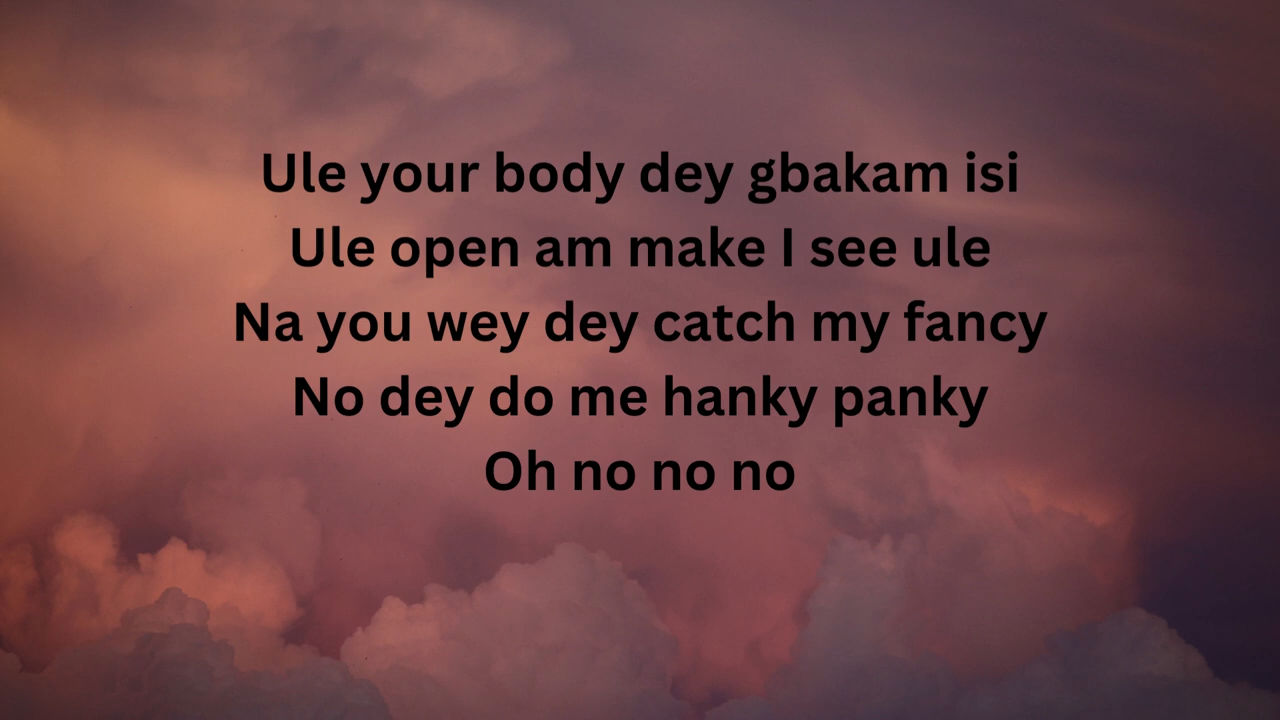 Ule your body dey gbakam isi
Ule open am make I see ule
Na you wey dey catch my fancy
No dey do me hanky panky
Oh no no no